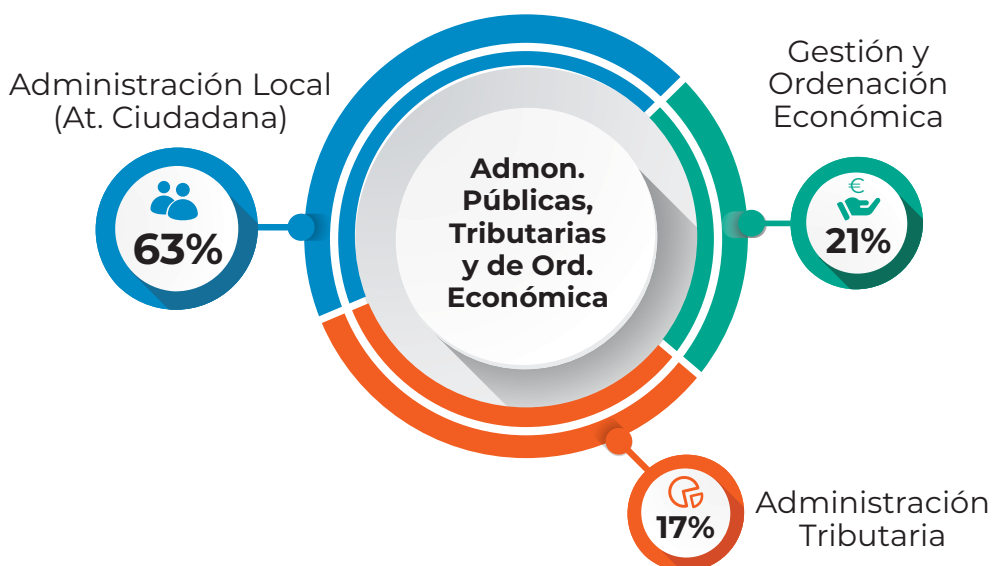 Administración Local
(At. Ciudadana)
63%
Admon.
Públicas,
Tributarias
y de Ord.
Económica
Gestión y
Ordenación
Económica
€
21%
17%
Administración
Tributaria